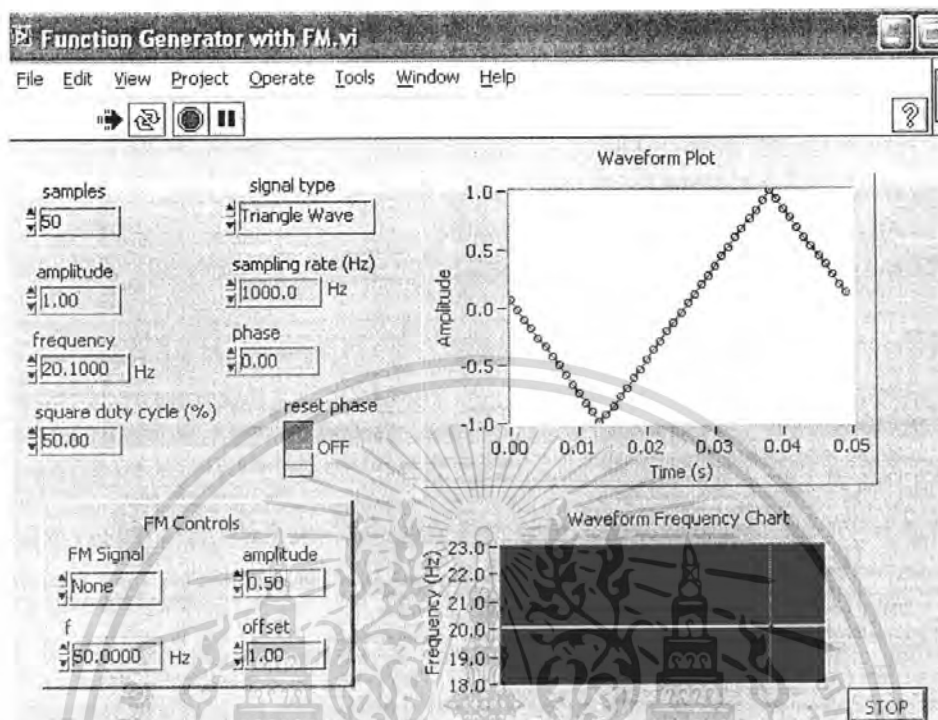 Function Generator with FM.vi
File Edit View Project Operate Tools Window Help
?
samples
50
signal type
Triangle Wave
amplitude
1.00
sampling rate (Hz)
1000.0 Hz
frequency
20.1000 Hz
phase
0.00
square duty cycle (%)
50.00
reset phase
OFF
Waveform Plot
Amplitude
1.0
0.5
0.0
-0.5
-1.0
0.00 0.01 0.02 0.03 0.04 0.05
Time (s)
FM Controls
FM Signal
None
amplitude
0.50
f
50.0000 Hz
offset
1.00
Waveform Frequency Chart
Frequency (Hz)
23.0
22.0
21.0
20.0
19.0
18.0
STOP